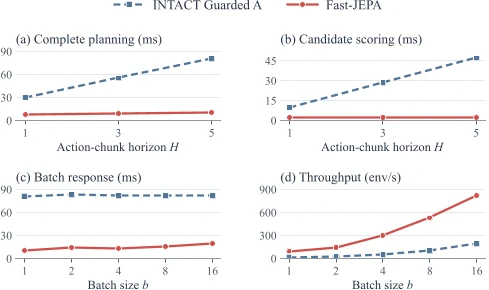 INTACT Guarded A Fast-JEPA
(a) Complete planning (ms)
90
60
30
0
1 3 5
Action-chunk horizon H
(b) Candidate scoring (ms)
45
30
15
0
1 3 5
Action-chunk horizon H
(c) Batch response (ms)
90
60
30
0
1 2 4 8 16
Batch size b
(d) Throughput (env/s)
900
600
300
0
1 2 4 8 16
Batch size b